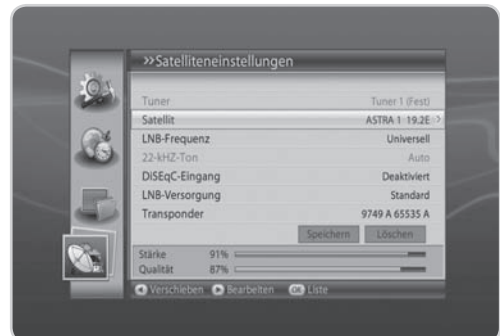 >>Satelliteneinstellungen
Tuner Tuner 1 (Fest)
Satellit ASTRA 1 19.2E >
LNB-Frequenz Universell
22-kHZ-Ton Auto
DiSEqC-Eingang Deaktiviert
LNB-Versorgung Standard
Transponder 9749 A 65535 A
Speichern Löschen
Stärke 91%
Qualität 87%
Verschieben Bearbeiten OK Liste